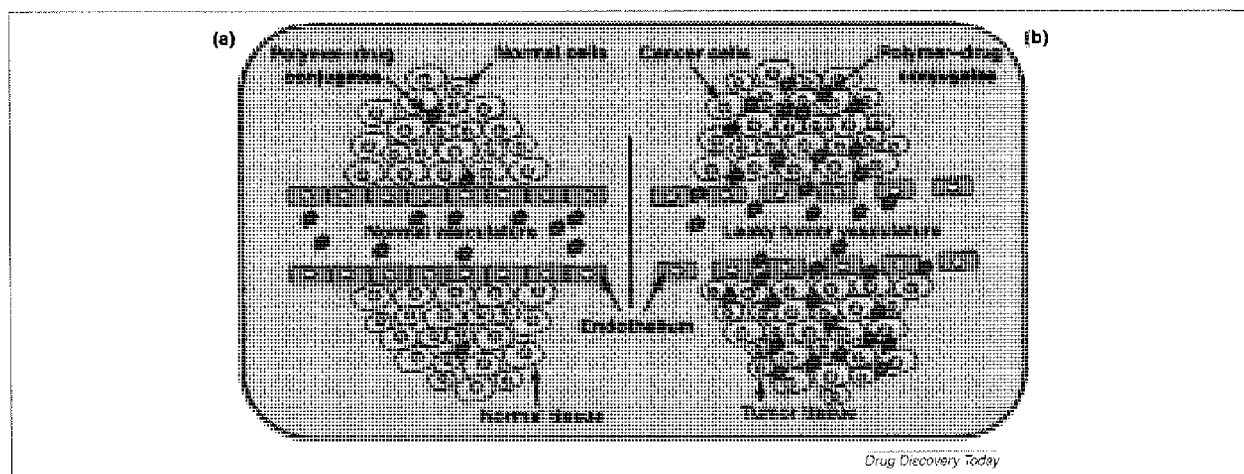 (a)
Polymer–drug
conjugates
Normal cells
Cancer cells
Polymer–drug
conjugates
(b)
Normal vasculature
Leaky tumor vasculature
Endothelium
Normal tissue
Tumor tissue
Drug Discovery Today